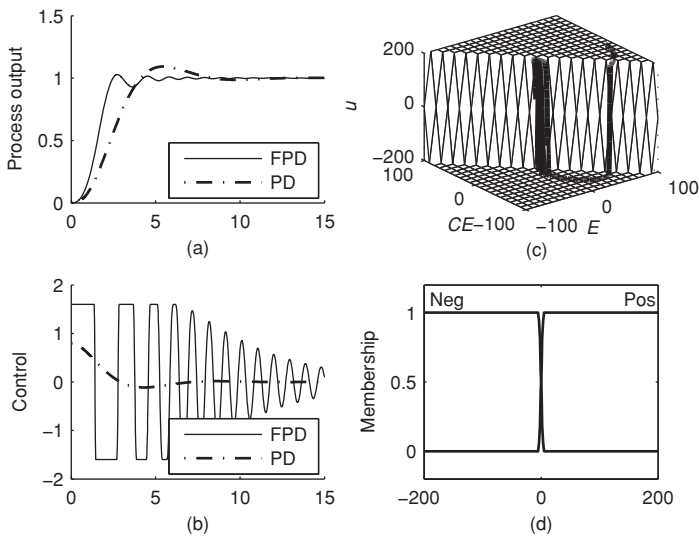 1.5
1
0.5
0
Process output
FPD
PD
0
5
10
15
(a)
200
0
−200
u
100
0
−100
CE
−100
0
100
E
(c)
2
1
0
−1
−2
Control
FPD
PD
0
5
10
15
(b)
Neg
Pos
1
0.5
0
Membership
−200
0
200
(d)